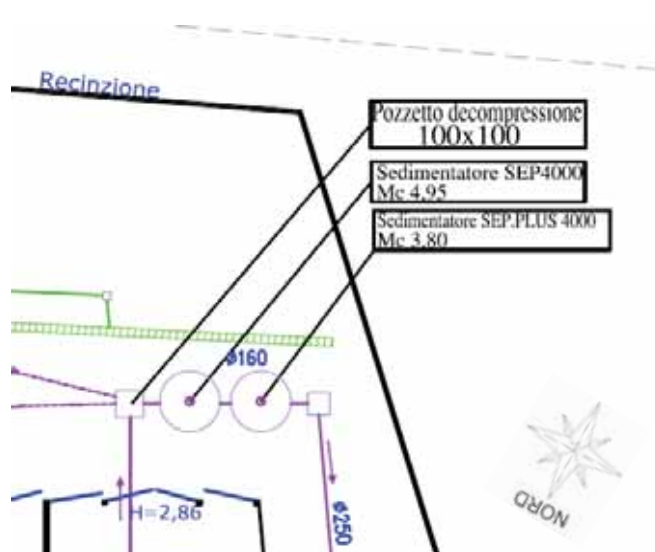 Recinzione
Pozzetto decompressione
100x100
Sedimentatore SEP4000
Mc 4,95
Sedimentatore SEP.PLUS 4000
Mc 3,80
ø160
H=2,86
ø250
NORD